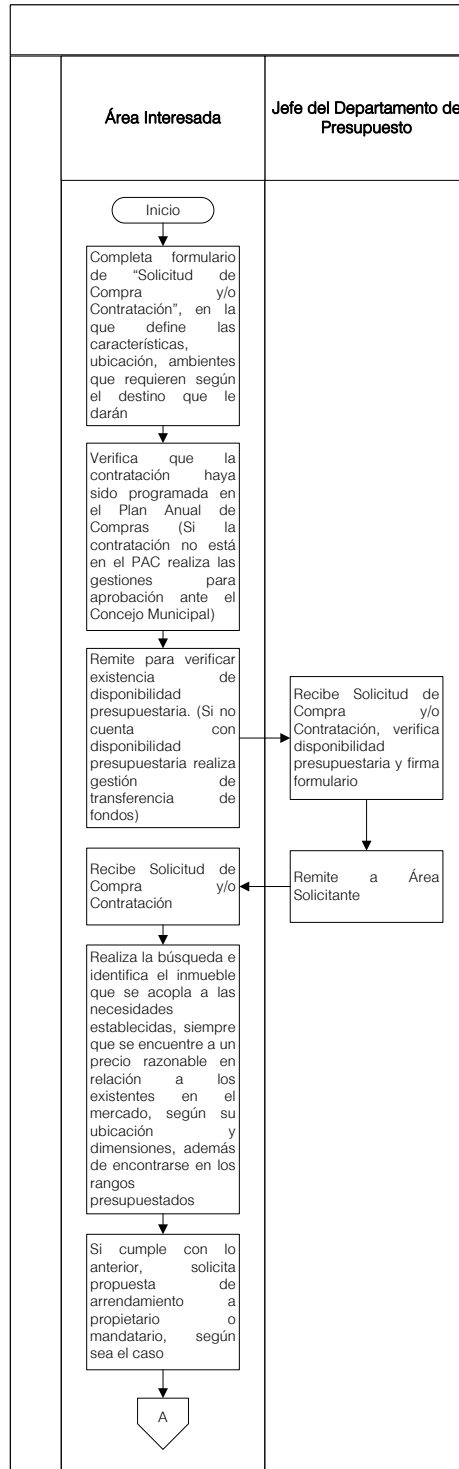 Área Interesada
Jefe del Departamento de
Presupuesto
Inicio
Completa formulario
de “Solicitud de
Compra y/o
Contratación”, en la
que define las
características,
ubicación, ambientes
que requieren según
el destino que le
darán
Verifica que la
contratación haya
sido programada en
el Plan Anual de
Compras (Si la
contratación no está
en el PAC realiza las
gestiones para
aprobación ante el
Concejo Municipal)
Remite para verificar
existencia de
disponibilidad
presupuestaria. (Si no
cuenta con
disponibilidad
presupuestaria realiza
gestión de
transferencia de
fondos)
Recibe Solicitud de
Compra y/o
Contratación, verifica
disponibilidad
presupuestaria y firma
formulario
Remite a Área
Solicitante
Recibe Solicitud de
Compra y/o
Contratación
Realiza la búsqueda e
identifica el inmueble
que se acopla a las
necesidades
establecidas, siempre
que se encuentre a un
precio razonable en
relación a los
existentes en el
mercado, según su
ubicación y
dimensiones, además
de encontrarse en los
rangos
presupuestados
Si cumple con lo
anterior, solicita
propuesta de
arrendamiento a
propietario o
mandatario, según
sea el caso
A